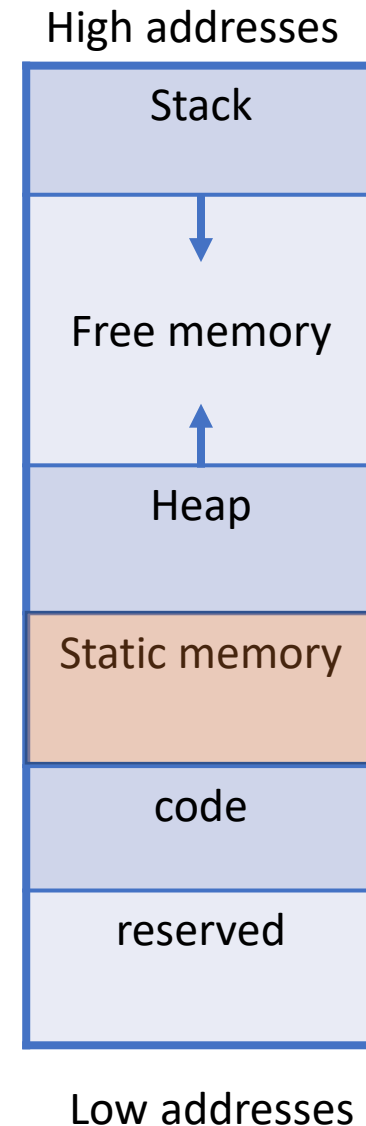 High addresses
Stack
Free memory
Heap
Static memory
code
reserved
Low addresses